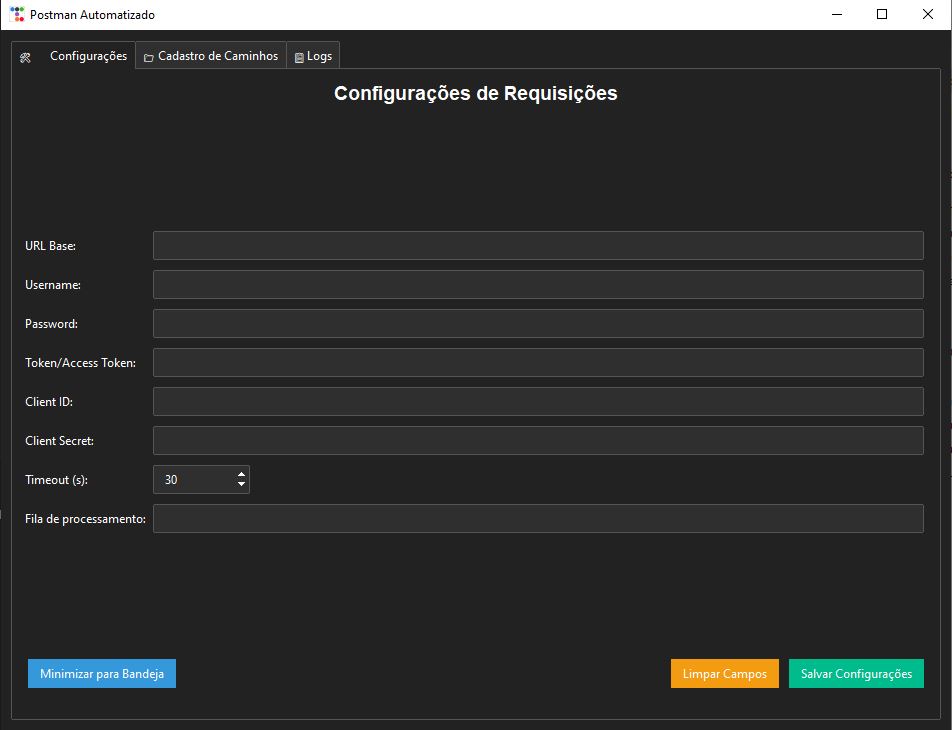 Postman Automatizado
Configurações Cadastro de Caminhos Logs
Configurações de Requisições
URL Base:
Username:
Password:
Token/Access Token:
Client ID:
Client Secret:
Timeout (s): 30
Fila de processamento:
Minimizar para Bandeja Limpar Campos Salvar Configurações